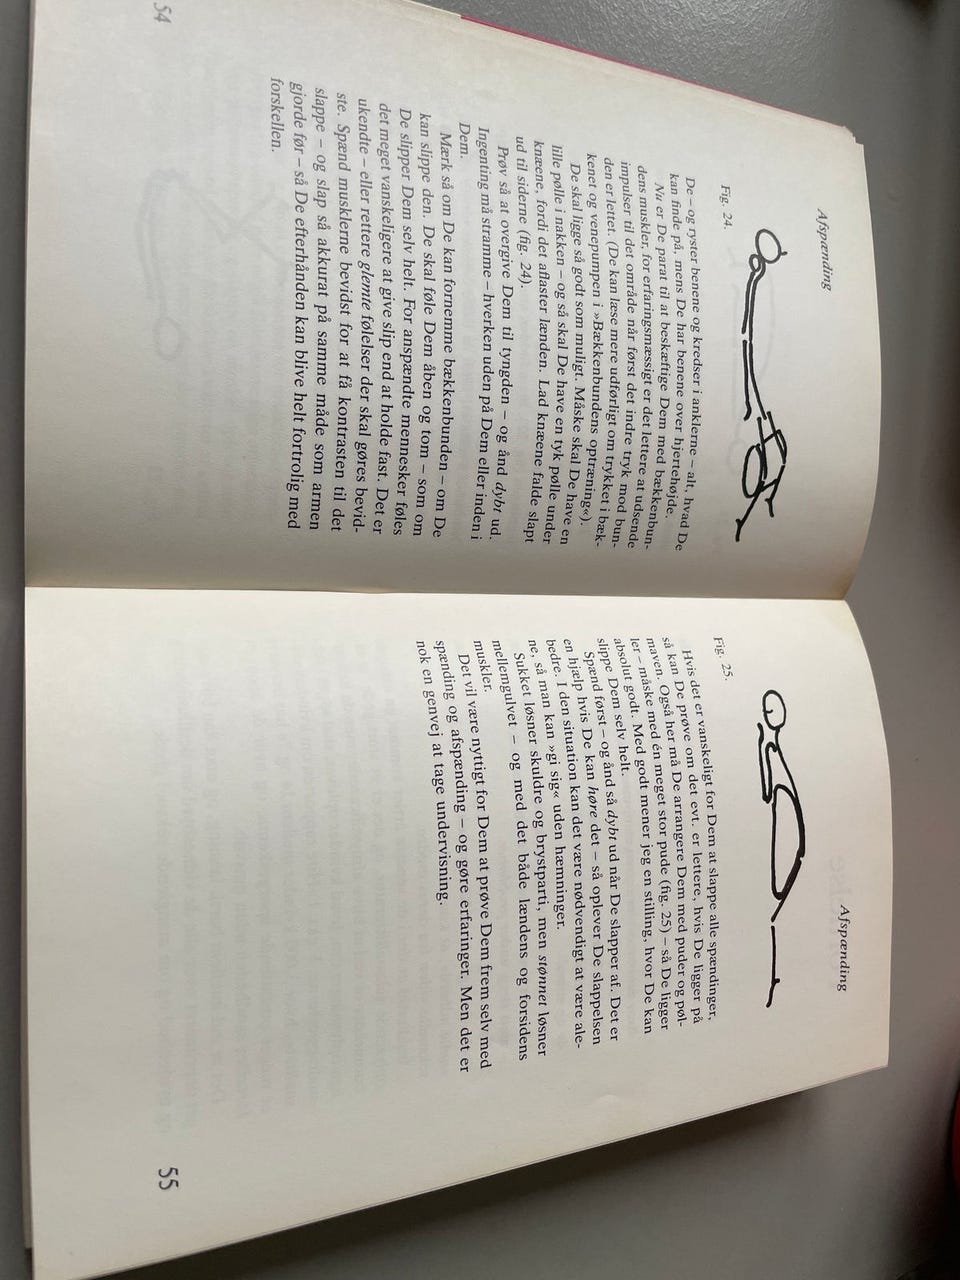 Afspænding
Fig. 24.
De – og ryster benene og kredser i anklerne – alt, hvad De
kan finde på, mens De har benene over hjertehøjde.
Nu er De parat til at beskæftige Dem med bækkenbun-
dens muskler, for erfaringsmæssigt er det lettere at udsende
impulser til det område når først det indre tryk mod bun-
den er lettet. (De kan læse mere udførligt om trykket i bæk-
kenet og venepumpen i »Bækkenbundens optræning«).
De skal ligge så godt som muligt. Måske skal De have en
lille pølle i nakken – og så skal De have en tyk pølle under
knæene, fordi det aflaster lænden. Lad knæene falde slapt
ud til siderne (fig. 24).
Prøv så at overgive Dem til tyngden – og ånd dybt ud.
Ingenting må stramme – hverken uden på Dem eller inden i
Dem.
Mærk så om De kan fornemme bækkenbunden – om De
kan slippe den. De skal føle Dem åben og tom – som om
De slipper Dem selv helt. For anspændte mennesker føles
det meget vanskeligere at give slip end at holde fast. Det er
ukendte – eller rettere glemte følelser der skal gøres bevid-
ste. Spænd musklerne bevidst for at få kontrasten til det
slappe – og slap så akkurat på samme måde som armen
gjorde før – så De efterhånden kan blive helt fortrolig med
forskellen.
54
Afspænding
Fig. 25.
Hvis det er vanskeligt for Dem at slappe alle spændinger,
så kan De prøve om det evt. er lettere, hvis De ligger på
maven. Også her må De arrangere Dem med puder og pøl-
ler – måske med én meget stor pude (fig. 25) – så De ligger
absolut godt. Med godt mener jeg en stilling, hvor De kan
slippe Dem selv helt.
Spænd først – og ånd så dybt ud når De slapper af. Det er
en hjælp hvis De kan høre det – så oplever De slappelsen
bedre. I den situation kan det være nødvendigt at være ale-
ne, så man kan »gi sig« uden hæmninger.
Sukket løsner skuldre og brystparti, men stønnet løsner
mellemgulvet – og med det både lændens og forsidens
muskler.
Det vil være nyttigt for Dem at prøve Dem frem selv med
spænding og afspænding – og gøre erfaringer. Men det er
nok en genvej at tage undervisning.
55